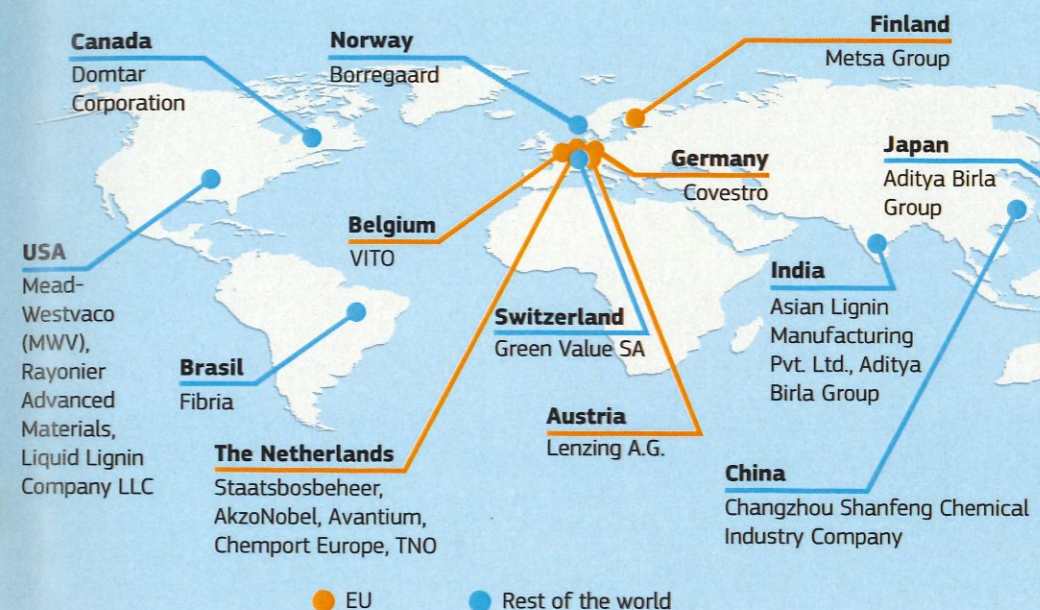 Canada
Domtar
Corporation
Norway
Borregaard
Finland
Metsa Group
Germany
Covestro
Japan
Aditya Birla
Group
Belgium
VITO
USA
Mead-
Westvaco
(MWV),
Rayonier
Advanced
Materials,
Liquid Lignin
Company LLC
Brasil
Fibria
Switzerland
Green Value SA
India
Asian Lignin
Manufacturing
Pvt. Ltd., Aditya
Birla Group
Austria
Lenzing A.G.
The Netherlands
Staatsbosbeheer,
AkzoNobel, Avantium,
Chemport Europe, TNO
China
Changzhou Shanfeng Chemical
Industry Company
EU
Rest of the world